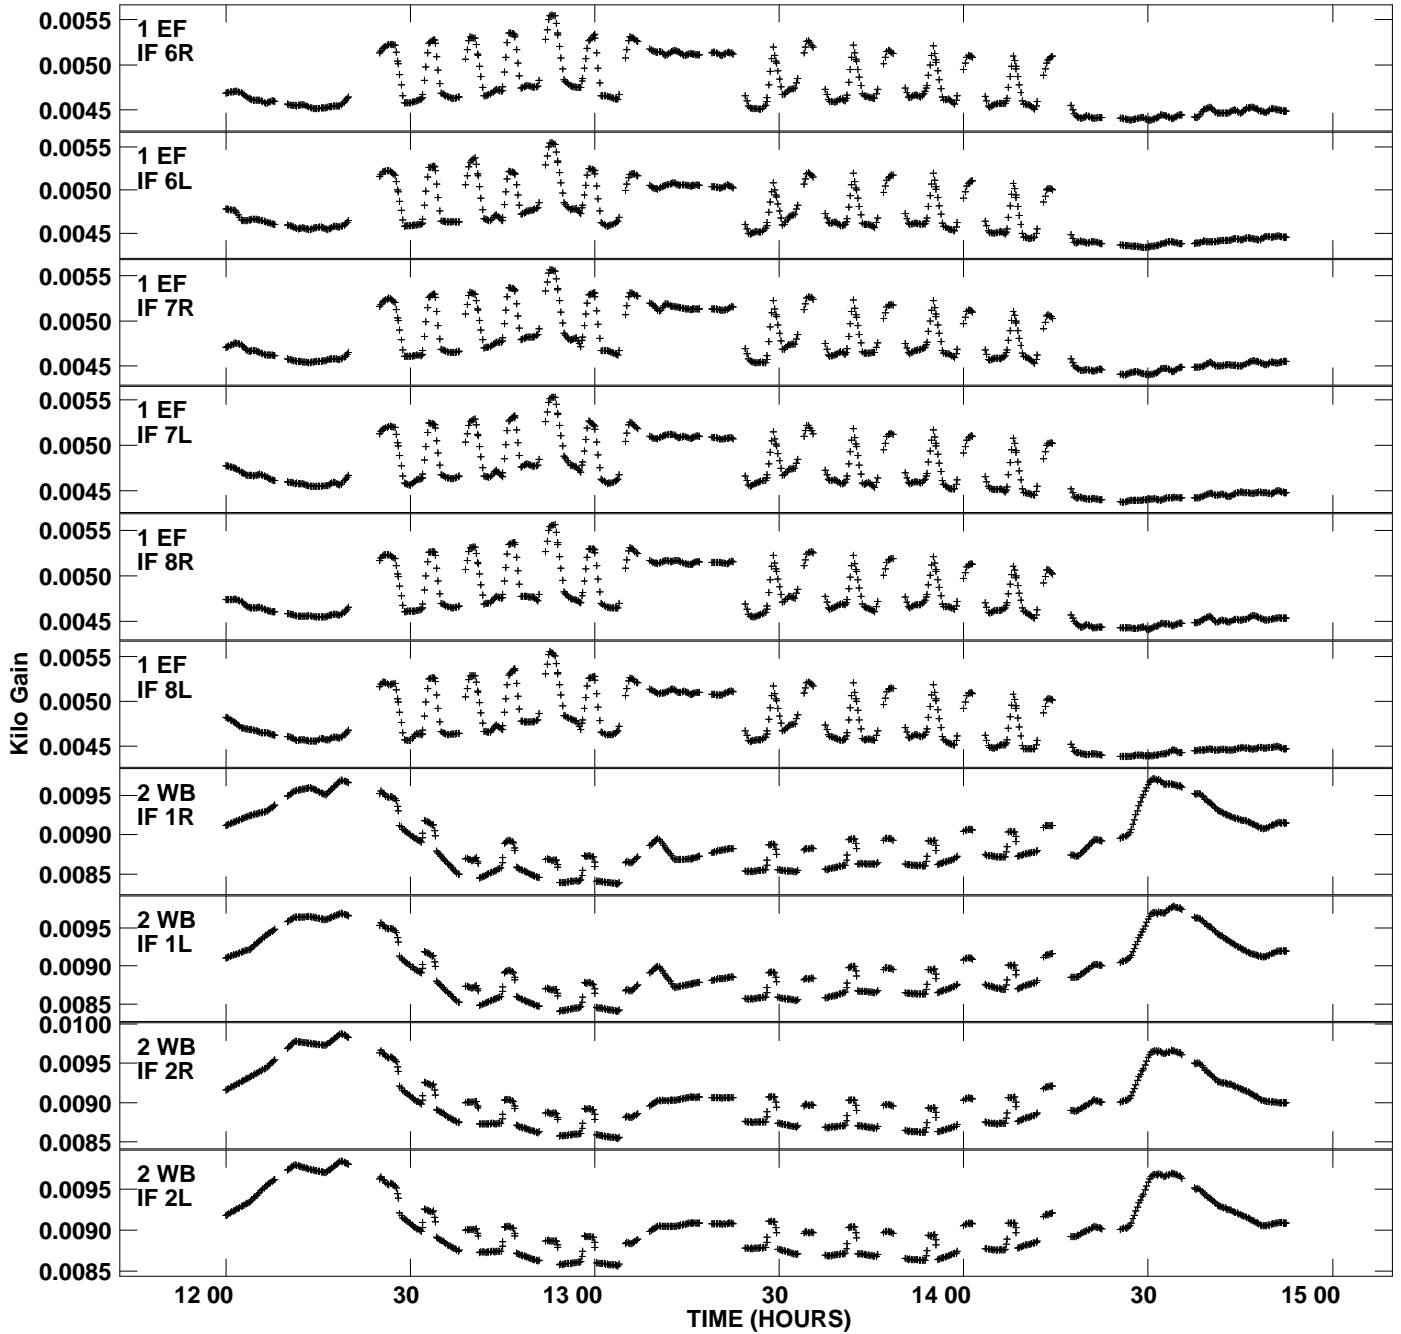 0.0055
0.0050
0.0045
1 EF
IF 6R
0.0055
0.0050
0.0045
1 EF
IF 6L
0.0055
0.0050
0.0045
1 EF
IF 7R
0.0055
0.0050
0.0045
1 EF
IF 7L
0.0055
0.0050
0.0045
1 EF
IF 8R
0.0055
0.0050
0.0045
1 EF
IF 8L
Kilo Gain
0.0095
0.0090
0.0085
2 WB
IF 1R
0.0095
0.0090
0.0085
2 WB
IF 1L
0.0100
0.0095
0.0090
0.0085
2 WB
IF 2R
0.0095
0.0090
0.0085
2 WB
IF 2L
12 00 30 13 00 30 14 00 30 15 00
TIME (HOURS)